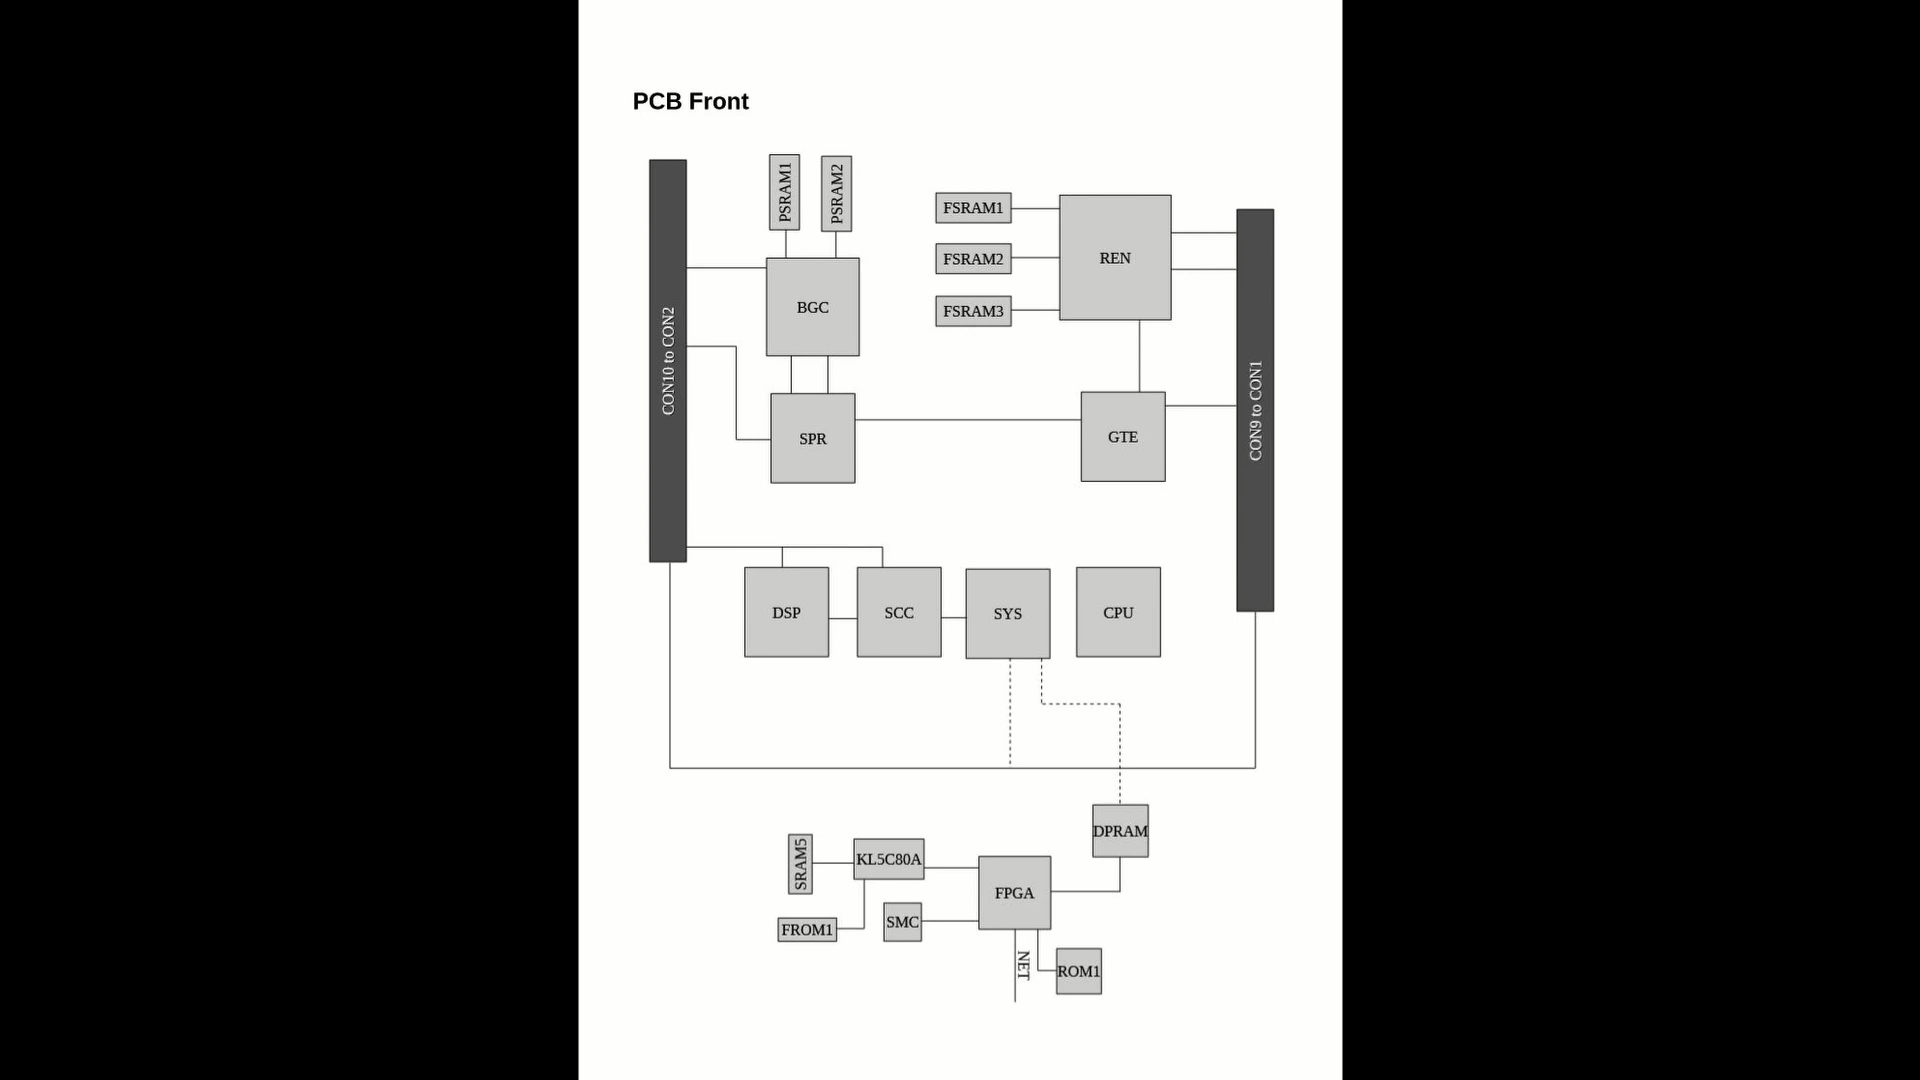 PCB Front
PSRAM1
PSRAM2
FSRAM1
FSRAM2
FSRAM3
REN
BGC
CON10 to CON2
CON9 to CON1
SPR
GTE
DSP
SCC
SYS
CPU
DPRAM
SRAM5
KL5C80A
FPGA
FROM1
SMC
NET
ROM1